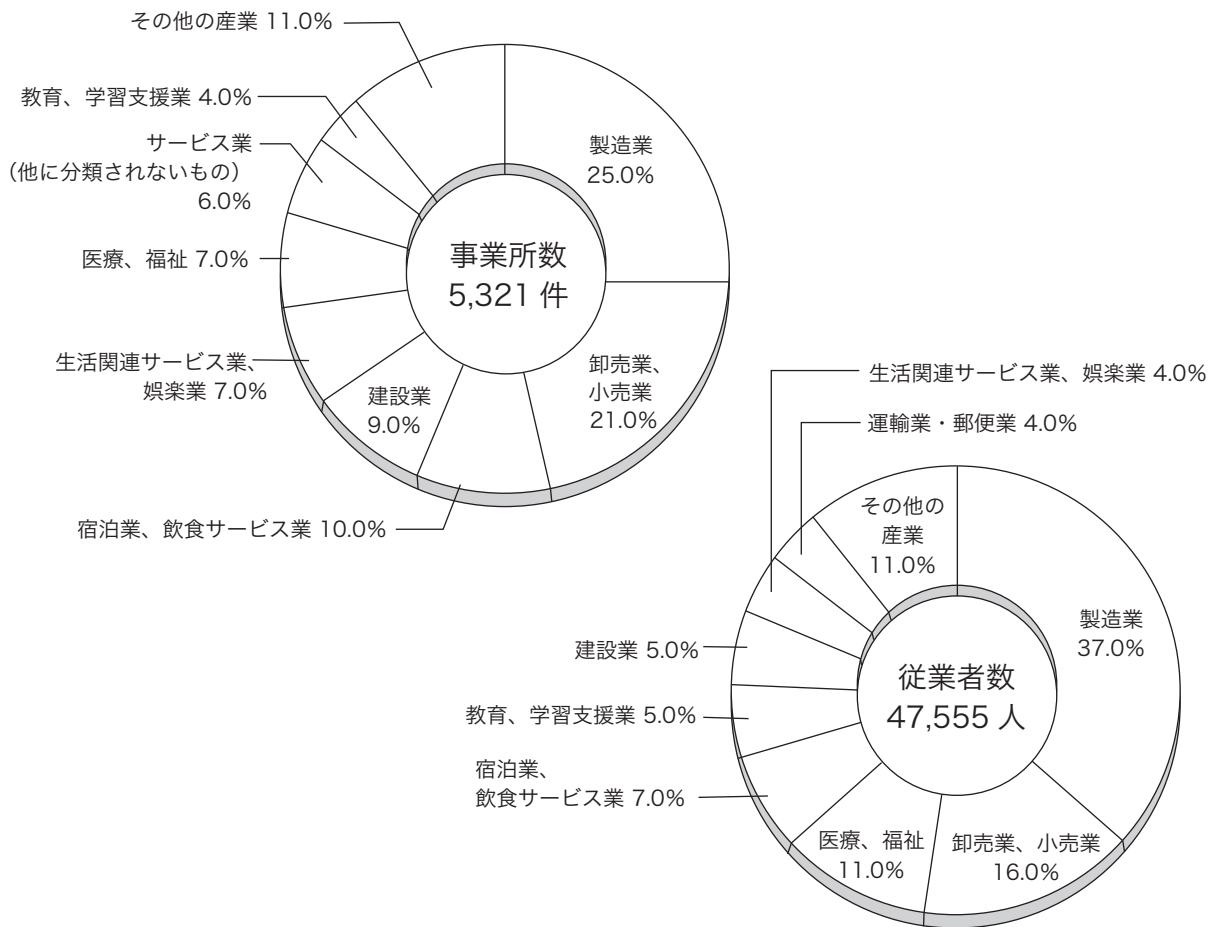 その他の産業 11.0%
教育、学習支援業 4.0%
サービス業
（他に分類されないもの）
6.0%
医療、福祉 7.0%
生活関連サービス業、
娯楽業 7.0%
宿泊業、飲食サービス業 10.0%
建設業
9.0%
卸売業、
小売業
21.0%
製造業
25.0%
事業所数
5,321 件
生活関連サービス業、娯楽業 4.0%
運輸業・郵便業 4.0%
その他の
産業
11.0%
製造業
37.0%
建設業 5.0%
教育、学習支援業 5.0%
宿泊業、
飲食サービス業 7.0%
医療、福祉
11.0%
卸売業、小売業
16.0%
従業者数
47,555 人